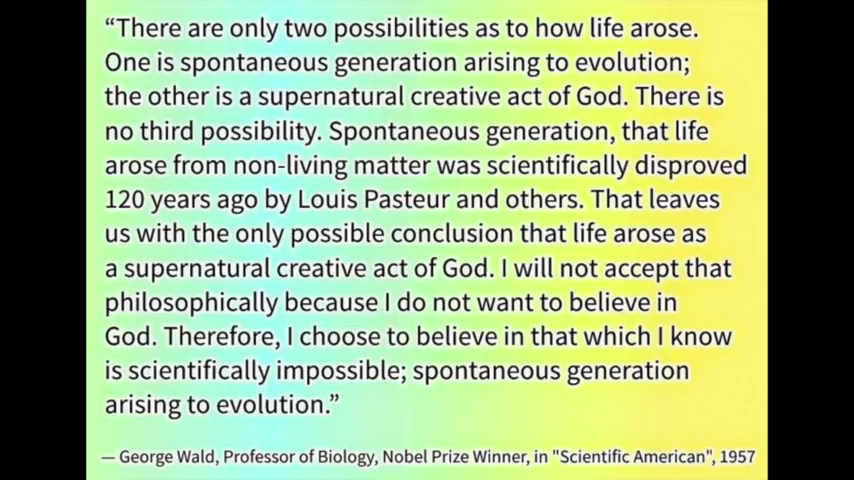 “There are only two possibilities as to how life arose.
One is spontaneous generation arising to evolution;
the other is a supernatural creative act of God. There is
no third possibility. Spontaneous generation, that life
arose from non-living matter was scientifically disproved
120 years ago by Louis Pasteur and others. That leaves
us with the only possible conclusion that life arose as
a supernatural creative act of God. I will not accept that
philosophically because I do not want to believe in
God. Therefore, I choose to believe in that which I know
is scientifically impossible; spontaneous generation
arising to evolution.”
— George Wald, Professor of Biology, Nobel Prize Winner, in "Scientific American", 1957